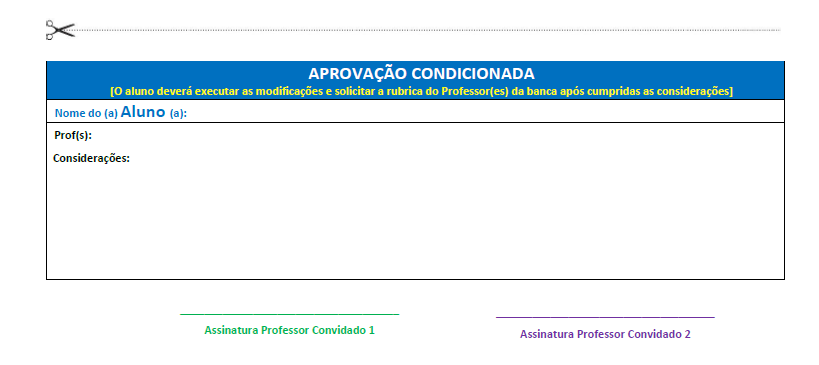 APROVAÇÃO CONDICIONADA
[O aluno deverá executar as modificações e solicitar a rubrica do Professor(es) da banca após cumpridas as considerações]
Nome do (a) Aluno (a):
Prof(s):
Considerações:
Assinatura Professor Convidado 1
Assinatura Professor Convidado 2